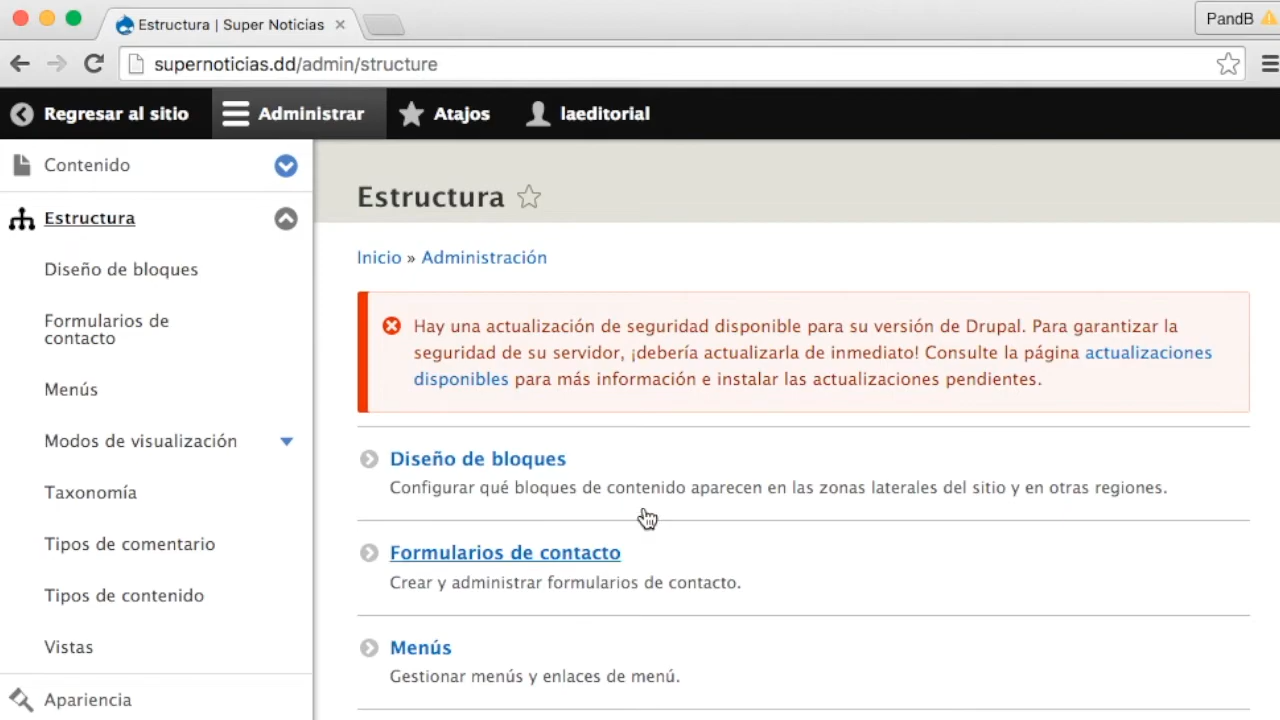 Estructura | Super Noticias
PandB
supernoticias.dd/admin/structure
Regresar al sitio
Administrar
Atajos
laeditorial
Contenido
Estructura
Diseño de bloques
Formularios de
contacto
Menús
Modos de visualización
Taxonomía
Tipos de comentario
Tipos de contenido
Vistas
Apariencia
Estructura
Inicio » Administración
Hay una actualización de seguridad disponible para su versión de Drupal. Para garantizar la
seguridad de su servidor, ¡debería actualizarla de inmediato! Consulte la página actualizaciones
disponibles para más información e instalar las actualizaciones pendientes.
Diseño de bloques
Configurar qué bloques de contenido aparecen en las zonas laterales del sitio y en otras regiones.
Formularios de contacto
Crear y administrar formularios de contacto.
Menús
Gestionar menús y enlaces de menú.